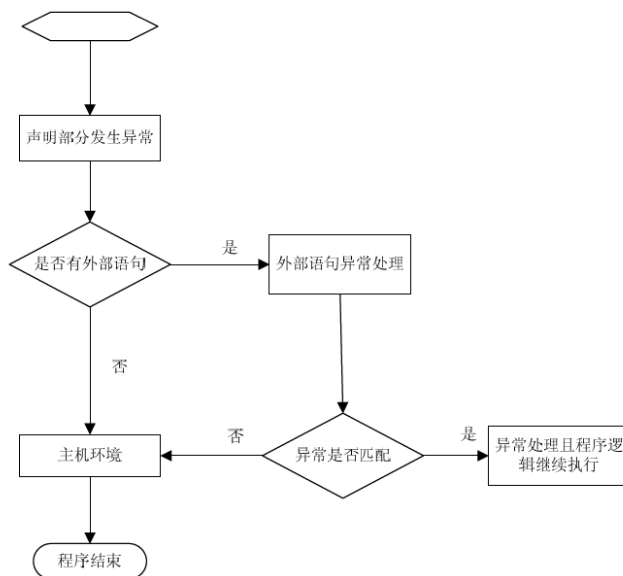 声明部分发生异常
是否有外部语句
是
外部语句异常处理
否
主机环境
否
异常是否匹配
是
异常处理且程序逻
辑继续执行
程序结束